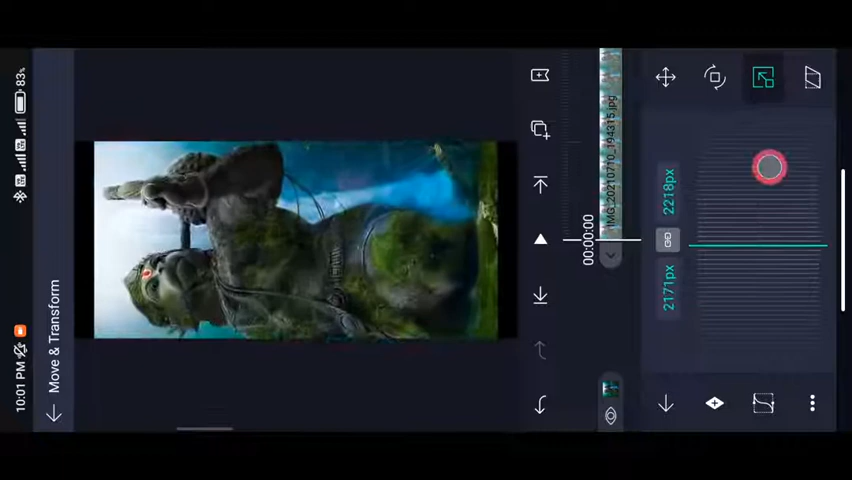 10:01 PM
83%
Move & Transform
00:00:00
IMG_20210710_194315.jpg
2171px
2218px